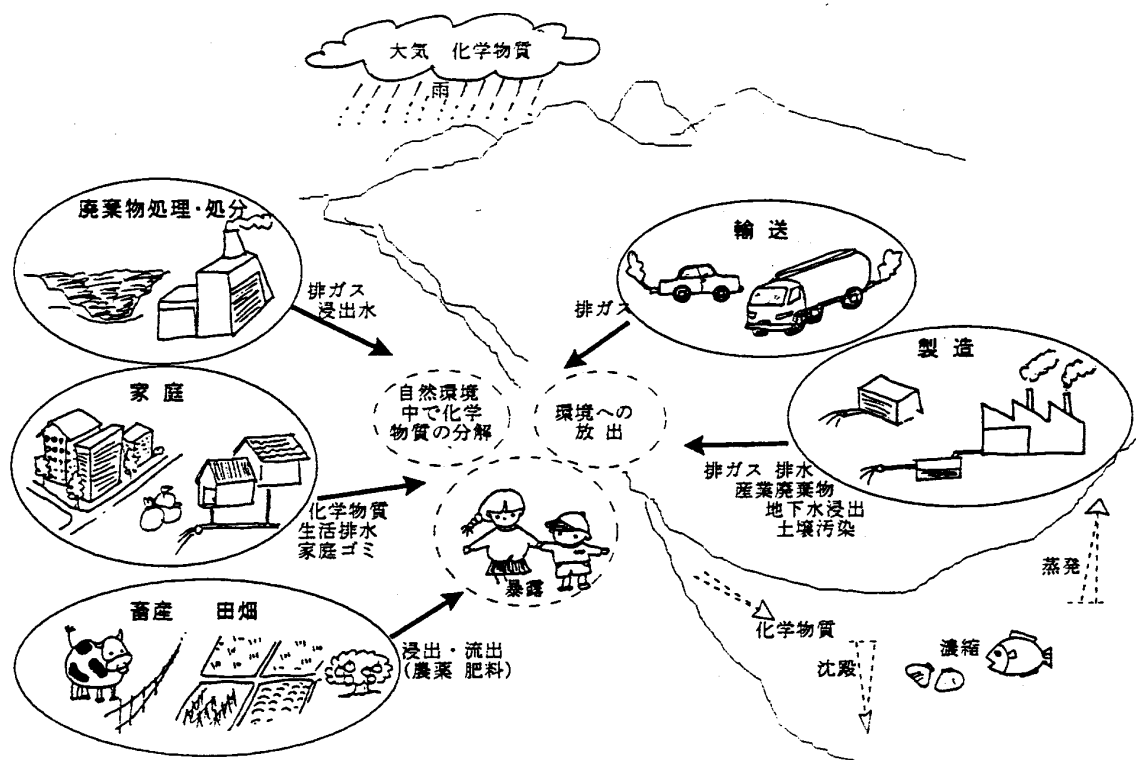 大気 化学物質
雨
廃棄物処理・処分
排ガス
浸出水
輸送
排ガス
製造
自然環境
中で化学
物質の分解
環境への
放出
家庭
排ガス 排水
産業廃棄物
地下水浸出
土壌汚染
化学物質
生活排水
家庭ゴミ
暴露
蒸発
畜産 田畑
浸出・流出
(農薬 肥料)
化学物質
沈殿
濃縮